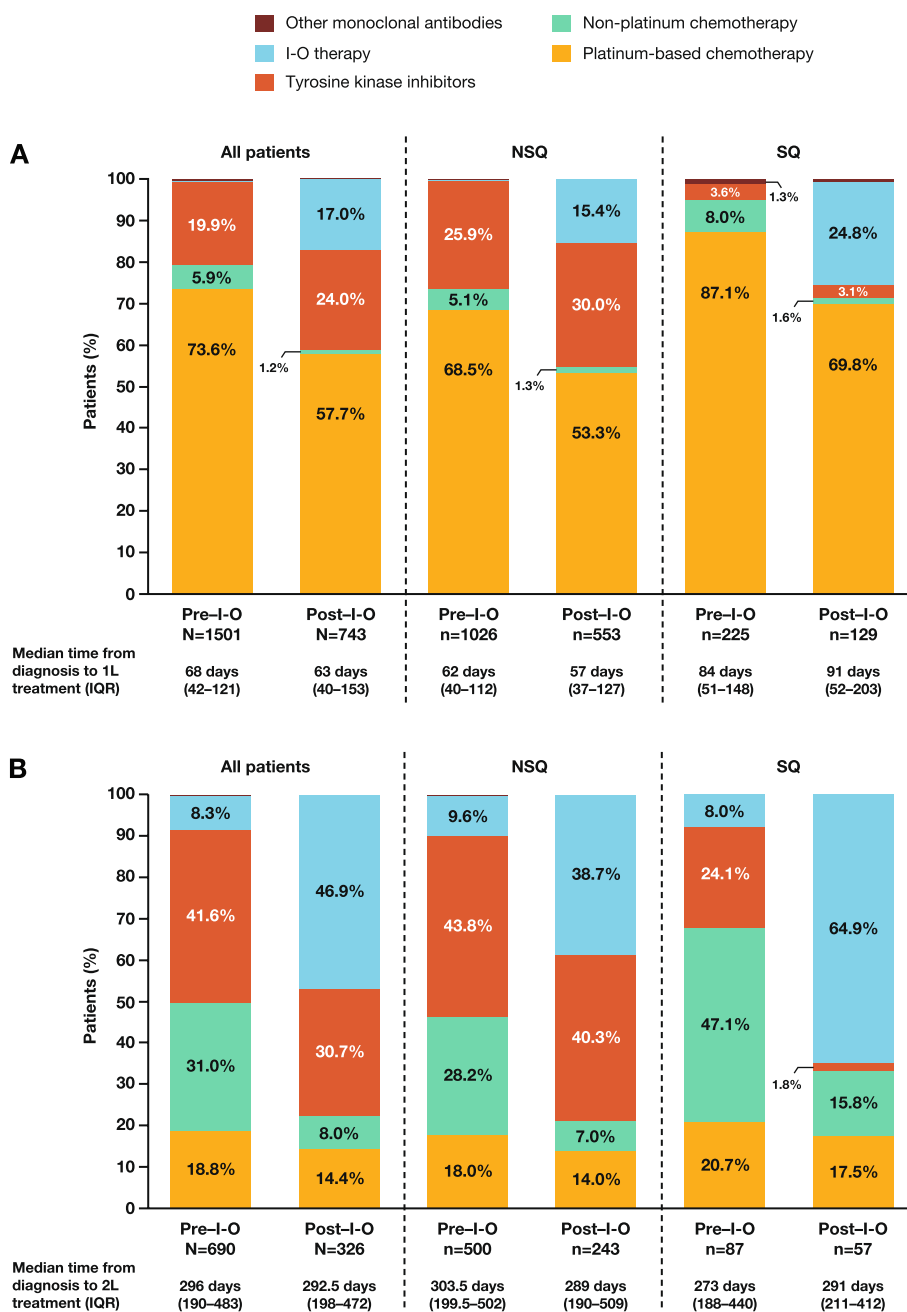 Other monoclonal antibodies
Non-platinum chemotherapy
I-O therapy
Platinum-based chemotherapy
Tyrosine kinase inhibitors
A
All patients
NSQ
SQ
Patients (%)
100
90
80
70
60
50
40
30
20
10
0
19.9%
5.9%
73.6%
17.0%
24.0%
1.2%
57.7%
25.9%
5.1%
68.5%
15.4%
30.0%
1.3%
53.3%
1.3%
3.6%
8.0%
87.1%
24.8%
3.1%
1.6%
69.8%
Pre–I-O Post–I-O Pre–I-O Post–I-O Pre–I-O Post–I-O
N=1501 N=743 n=1026 n=553 n=225 n=129
Median time from
diagnosis to 1L
treatment (IQR)
68 days 63 days 62 days 57 days 84 days 91 days
(42–121) (40–153) (40–112) (37–127) (51–148) (52–203)
B
All patients
NSQ
SQ
Patients (%)
100
90
80
70
60
50
40
30
20
10
0
8.3%
41.6%
31.0%
18.8%
46.9%
30.7%
8.0%
14.4%
9.6%
43.8%
28.2%
18.0%
38.7%
40.3%
7.0%
14.0%
8.0%
24.1%
47.1%
20.7%
64.9%
1.8%
15.8%
17.5%
Pre–I-O Post–I-O Pre–I-O Post–I-O Pre–I-O Post–I-O
N=690 N=326 n=500 n=243 n=87 n=57
Median time from
diagnosis to 2L
treatment (IQR)
296 days 292.5 days 303.5 days 289 days 273 days 291 days
(190–483) (198–472) (199.5–502) (190–509) (188–440) (211–412)